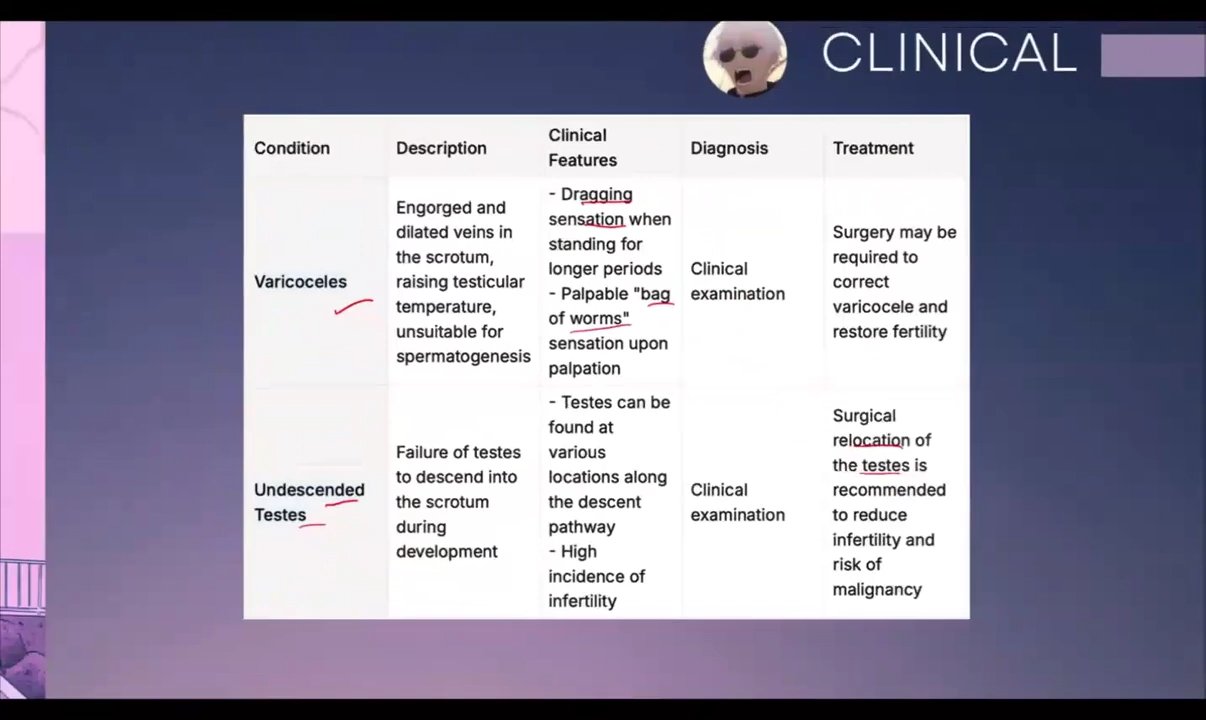 CLINICAL
Condition
Description
Clinical
Features
Diagnosis
Treatment
Varicoceles
Engorged and
dilated veins in
the scrotum,
raising testicular
temperature,
unsuitable for
spermatogenesis
- Dragging
sensation when
standing for
longer periods
- Palpable "bag
of worms"
sensation upon
palpation
Clinical
examination
Surgery may be
required to
correct
varicocele and
restore fertility
Undescended
Testes
Failure of testes
to descend into
the scrotum
during
development
- Testes can be
found at
various
locations along
the descent
pathway
- High
incidence of
infertility
Clinical
examination
Surgical
relocation of
the testes is
recommended
to reduce
infertility and
risk of
malignancy